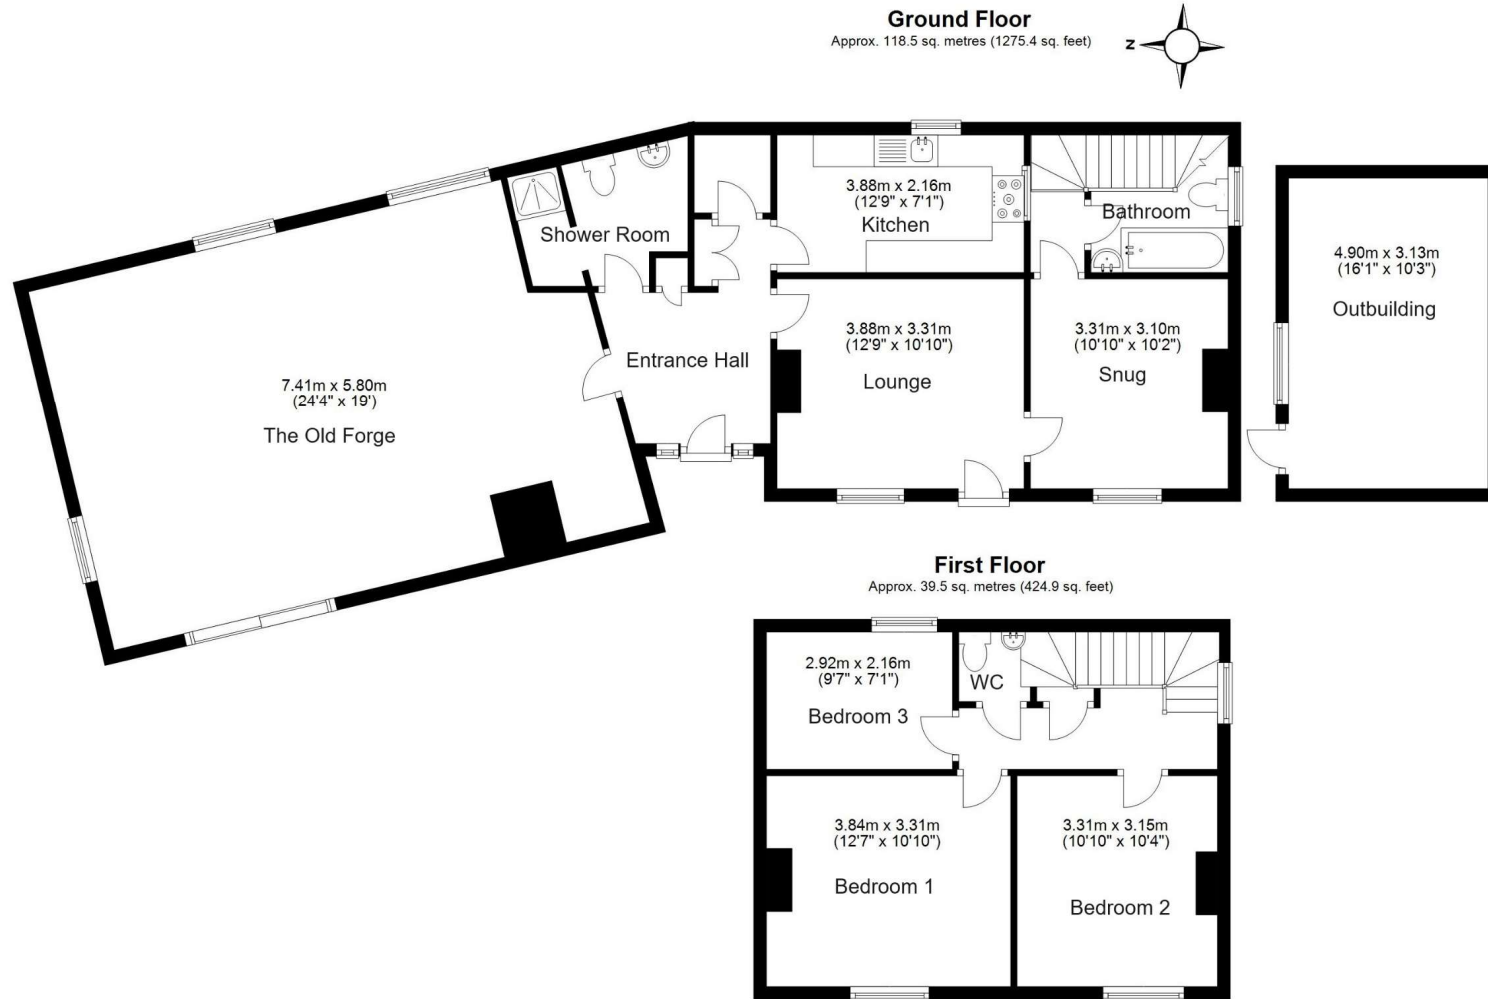 Ground Floor
Approx. 118.5 sq. metres (1275.4 sq. feet)
N
3.88m x 2.16m
(12'9" x 7'1")
Kitchen
Bathroom
Shower Room
4.90m x 3.13m
(16'1" x 10'3")
Outbuilding
3.88m x 3.31m
(12'9" x 10'10")
Lounge
3.31m x 3.10m
(10'10" x 10'2")
Snug
Entrance Hall
7.41m x 5.80m
(24'4" x 19')
The Old Forge
First Floor
Approx. 39.5 sq. metres (424.9 sq. feet)
2.92m x 2.16m
(9'7" x 7'1")
Bedroom 3
WC
3.84m x 3.31m
(12'7" x 10'10")
Bedroom 1
3.31m x 3.15m
(10'10" x 10'4")
Bedroom 2